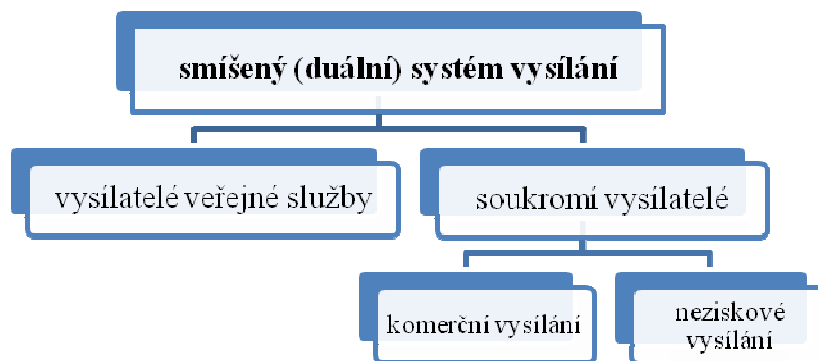 smíšený (duální) systém vysílání
vysílatelé veřejné služby
soukromí vysílatelé
komerční vysílání
neziskové
vysílání